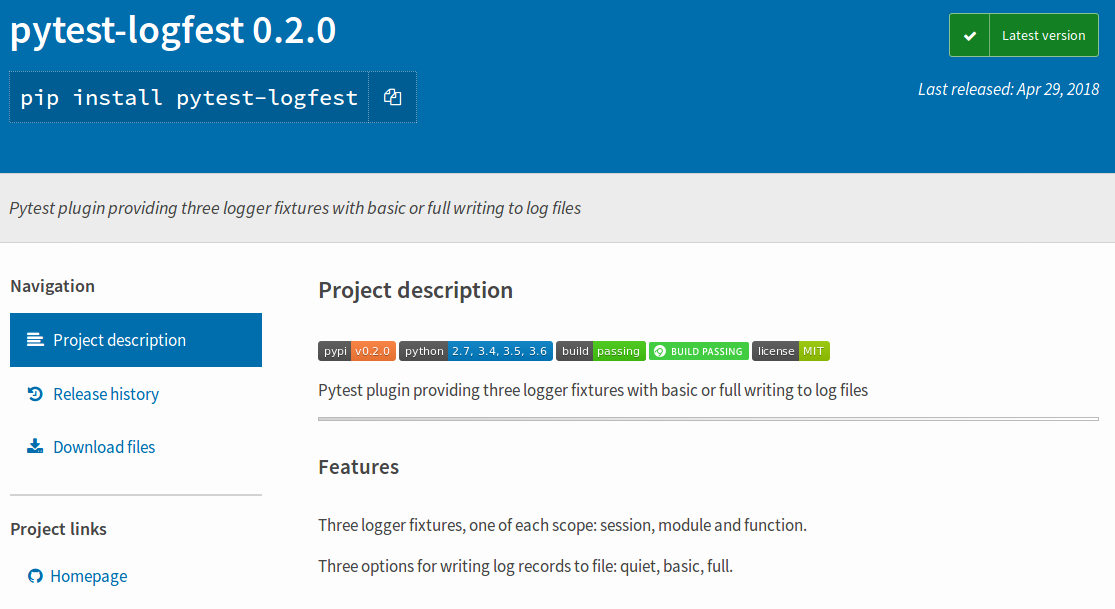 pytest-logfest 0.2.0
Latest version
pip install pytest-logfest
Last released: Apr 29, 2018
Pytest plugin providing three logger fixtures with basic or full writing to log files
Navigation
Project description
Release history
Download files
Project links
Homepage
Project description
pypi v0.2.0 python 2.7, 3.4, 3.5, 3.6 build passing BUILD PASSING license MIT
Pytest plugin providing three logger fixtures with basic or full writing to log files
Features
Three logger fixtures, one of each scope: session, module and function.
Three options for writing log records to file: quiet, basic, full.